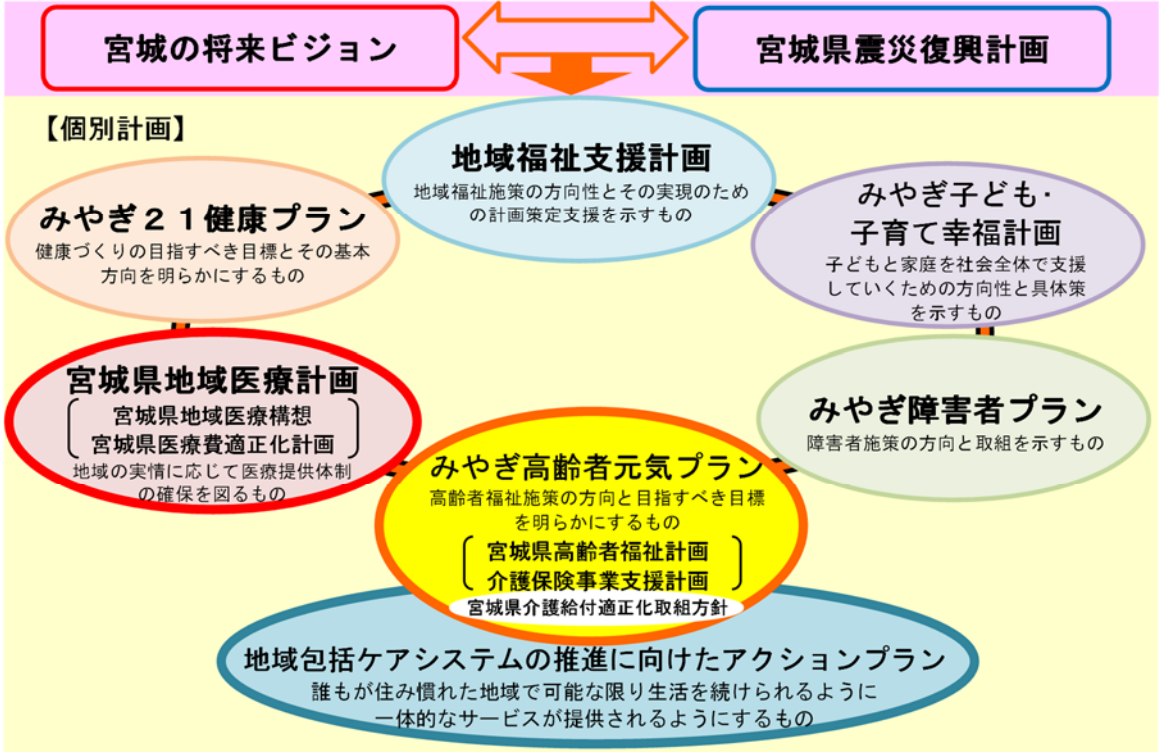 宮城の将来ビジョン
宮城県震災復興計画
【個別計画】
地域福祉支援計画
地域福祉施策の方向性とその実現のため
の計画策定支援を示すもの
みやぎ２１健康プラン
健康づくりの目指すべき目標とその基本
方向を明らかにするもの
みやぎ子ども・
子育て幸福計画
子どもと家庭を社会全体で支援
していくための方向性と具体策
を示すもの
宮城県地域医療計画
宮城県地域医療構想
宮城県医療費適正化計画
地域の実情に応じて医療提供体制
の確保を図るもの
みやぎ障害者プラン
障害者施策の方向と取組を示すもの
みやぎ高齢者元気プラン
高齢者福祉施策の方向と目指すべき目標
を明らかにするもの
宮城県高齢者福祉計画
介護保険事業支援計画
宮城県介護給付適正化取組方針
地域包括ケアシステムの推進に向けたアクションプラン
誰もが住み慣れた地域で可能な限り生活を続けられるように
一体的なサービスが提供されるようにするもの